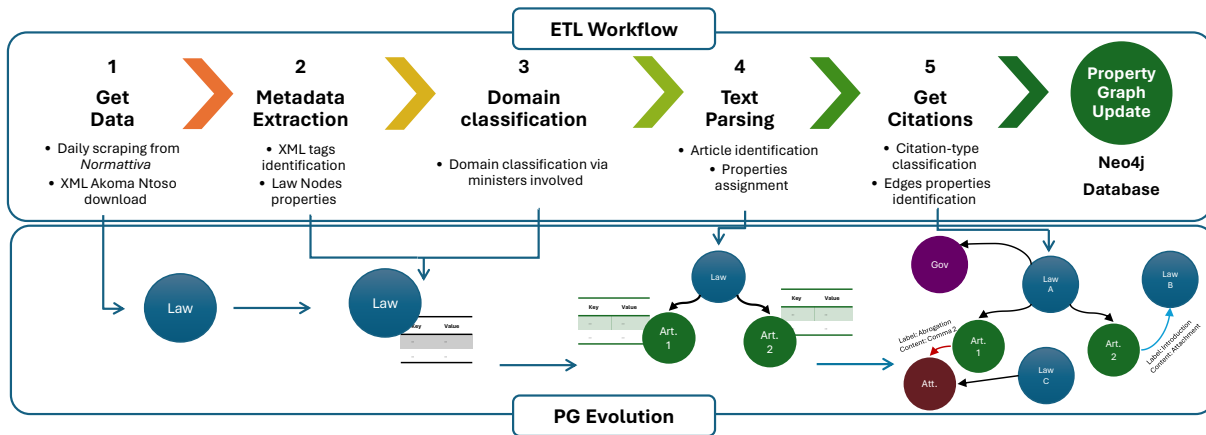 ETL Workflow
1
Get
Data
• Daily scraping from
Normattiva
• XML Akoma Ntoso
download
2
Metadata
Extraction
• XML tags
identification
• Law Nodes
properties
3
Domain
classification
• Domain classification via
ministers involved
4
Text
Parsing
• Article identification
• Properties
assignment
5
Get
Citations
• Citation-type
classification
• Edges properties
identification
Property
Graph
Update
Neo4j
Database
Law
Law
Key Value
– –
– –
Law
Key Value
– –
– –
Art.
1
Art.
2
Key Value
– –
–
Gov
Law
A
Law
B
Label: Abrogation
Content: Comma 2
Art.
1
Art.
2
Label: Introduction
Content: Attachment
Att.
Law
C
PG Evolution